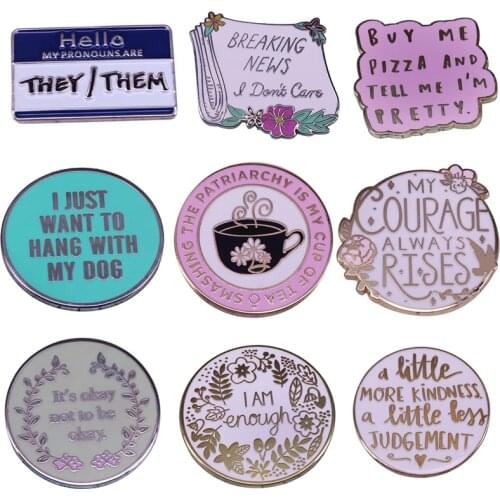 Hello
MY PRONOUNS ARE
THEY/THEM
BREAKING
NEWS
I Don't Care
BUY ME
PIZZA AND
TELL ME I'M
PRETTY.
I JUST
WANT TO
HANG WITH
MY DOG
SMASHING THE PATRIARCHY IS MY CUP OF TEA
MY
COURAGE
ALWAYS
RISES
It's okay
not to be
okay.
I AM
enough
a little
MORE KINDNESS,
a little less
JUDGEMENT